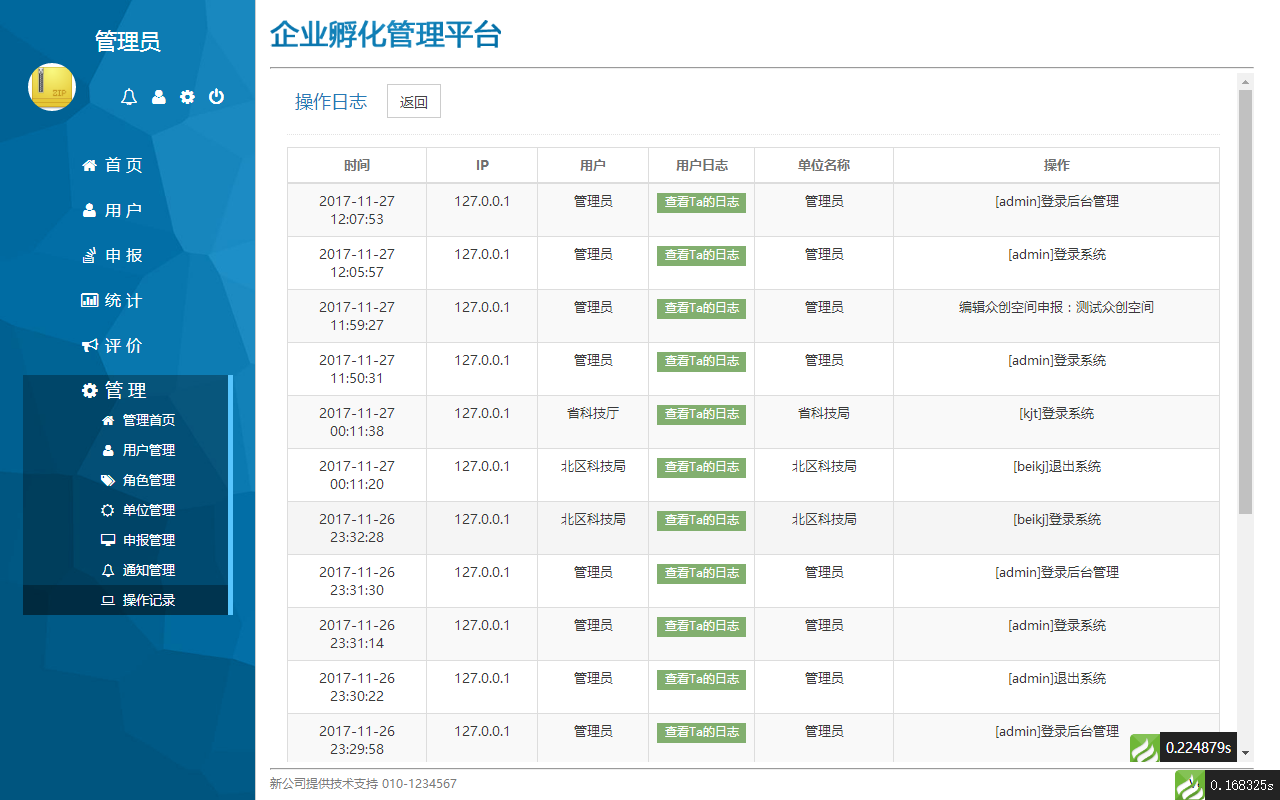 管理员
ZIP
首 页
用 户
申 报
统 计
评 价
管 理
管理首页
用户管理
角色管理
单位管理
申报管理
通知管理
操作记录
企业孵化管理平台
操作日志 返回
时间 IP 用户 用户日志 单位名称 操作
2017-11-27 12:07:53 127.0.0.1 管理员 查看Ta的日志 管理员 [admin]登录后台管理
2017-11-27 12:05:57 127.0.0.1 管理员 查看Ta的日志 管理员 [admin]登录系统
2017-11-27 11:59:27 127.0.0.1 管理员 查看Ta的日志 管理员 编辑众创空间申报：测试众创空间
2017-11-27 11:50:31 127.0.0.1 管理员 查看Ta的日志 管理员 [admin]登录系统
2017-11-27 00:11:38 127.0.0.1 省科技厅 查看Ta的日志 省科技局 [kjt]登录系统
2017-11-27 00:11:20 127.0.0.1 北区科技局 查看Ta的日志 北区科技局 [beikj]退出系统
2017-11-26 23:32:28 127.0.0.1 北区科技局 查看Ta的日志 北区科技局 [beikj]登录系统
2017-11-26 23:31:30 127.0.0.1 管理员 查看Ta的日志 管理员 [admin]登录后台管理
2017-11-26 23:31:14 127.0.0.1 管理员 查看Ta的日志 管理员 [admin]登录系统
2017-11-26 23:30:22 127.0.0.1 管理员 查看Ta的日志 管理员 [admin]退出系统
2017-11-26 23:29:58 127.0.0.1 管理员 查看Ta的日志 管理员 [admin]登录后台管理
0.224879s
新公司提供技术支持 010-1234567
0.168325s